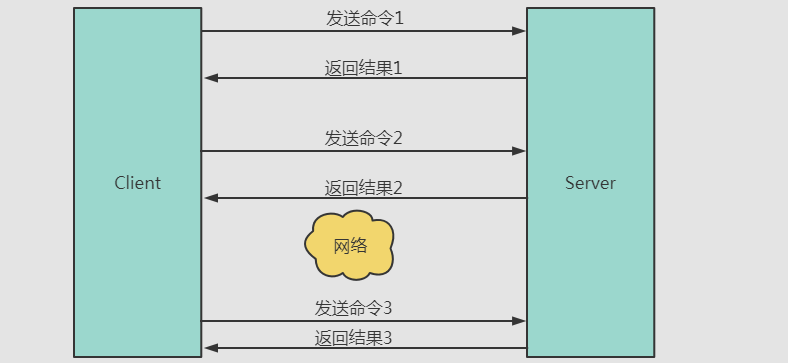 发送命令1
返回结果1
发送命令2
Client
Server
返回结果2
网络
发送命令3
返回结果3